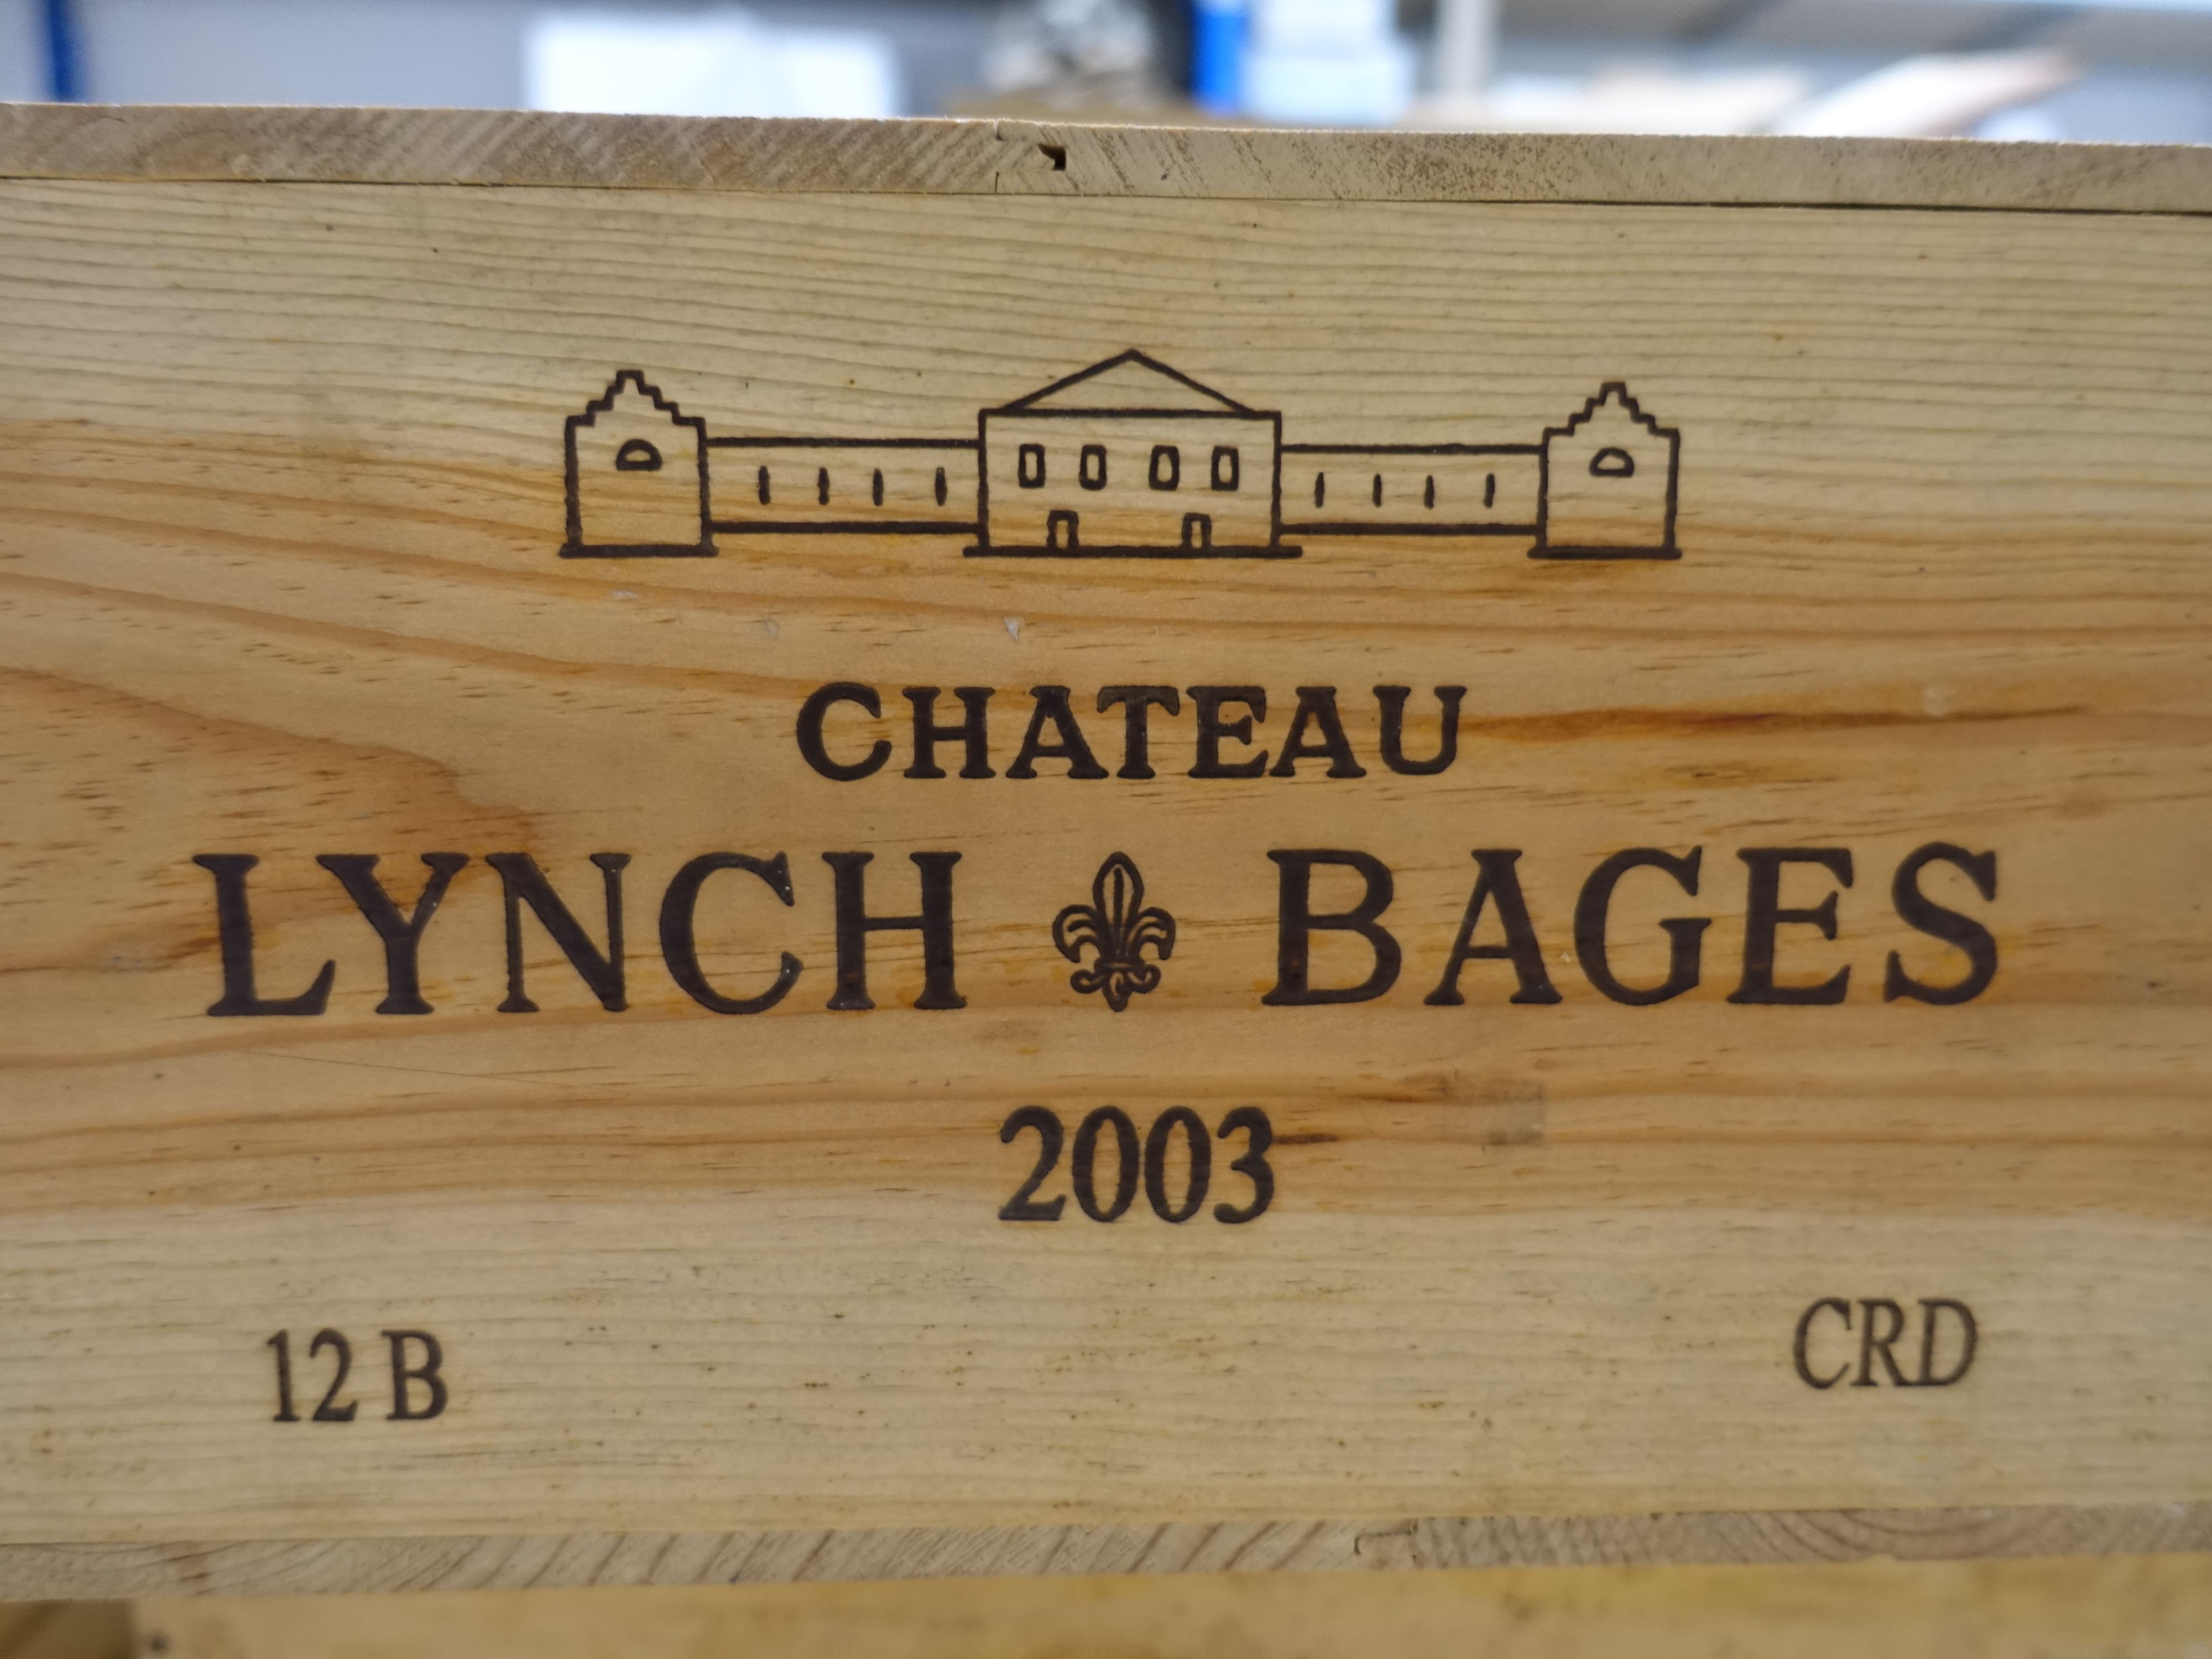 CHATEAU
LYNCH BAGES
2003
12 B CRD